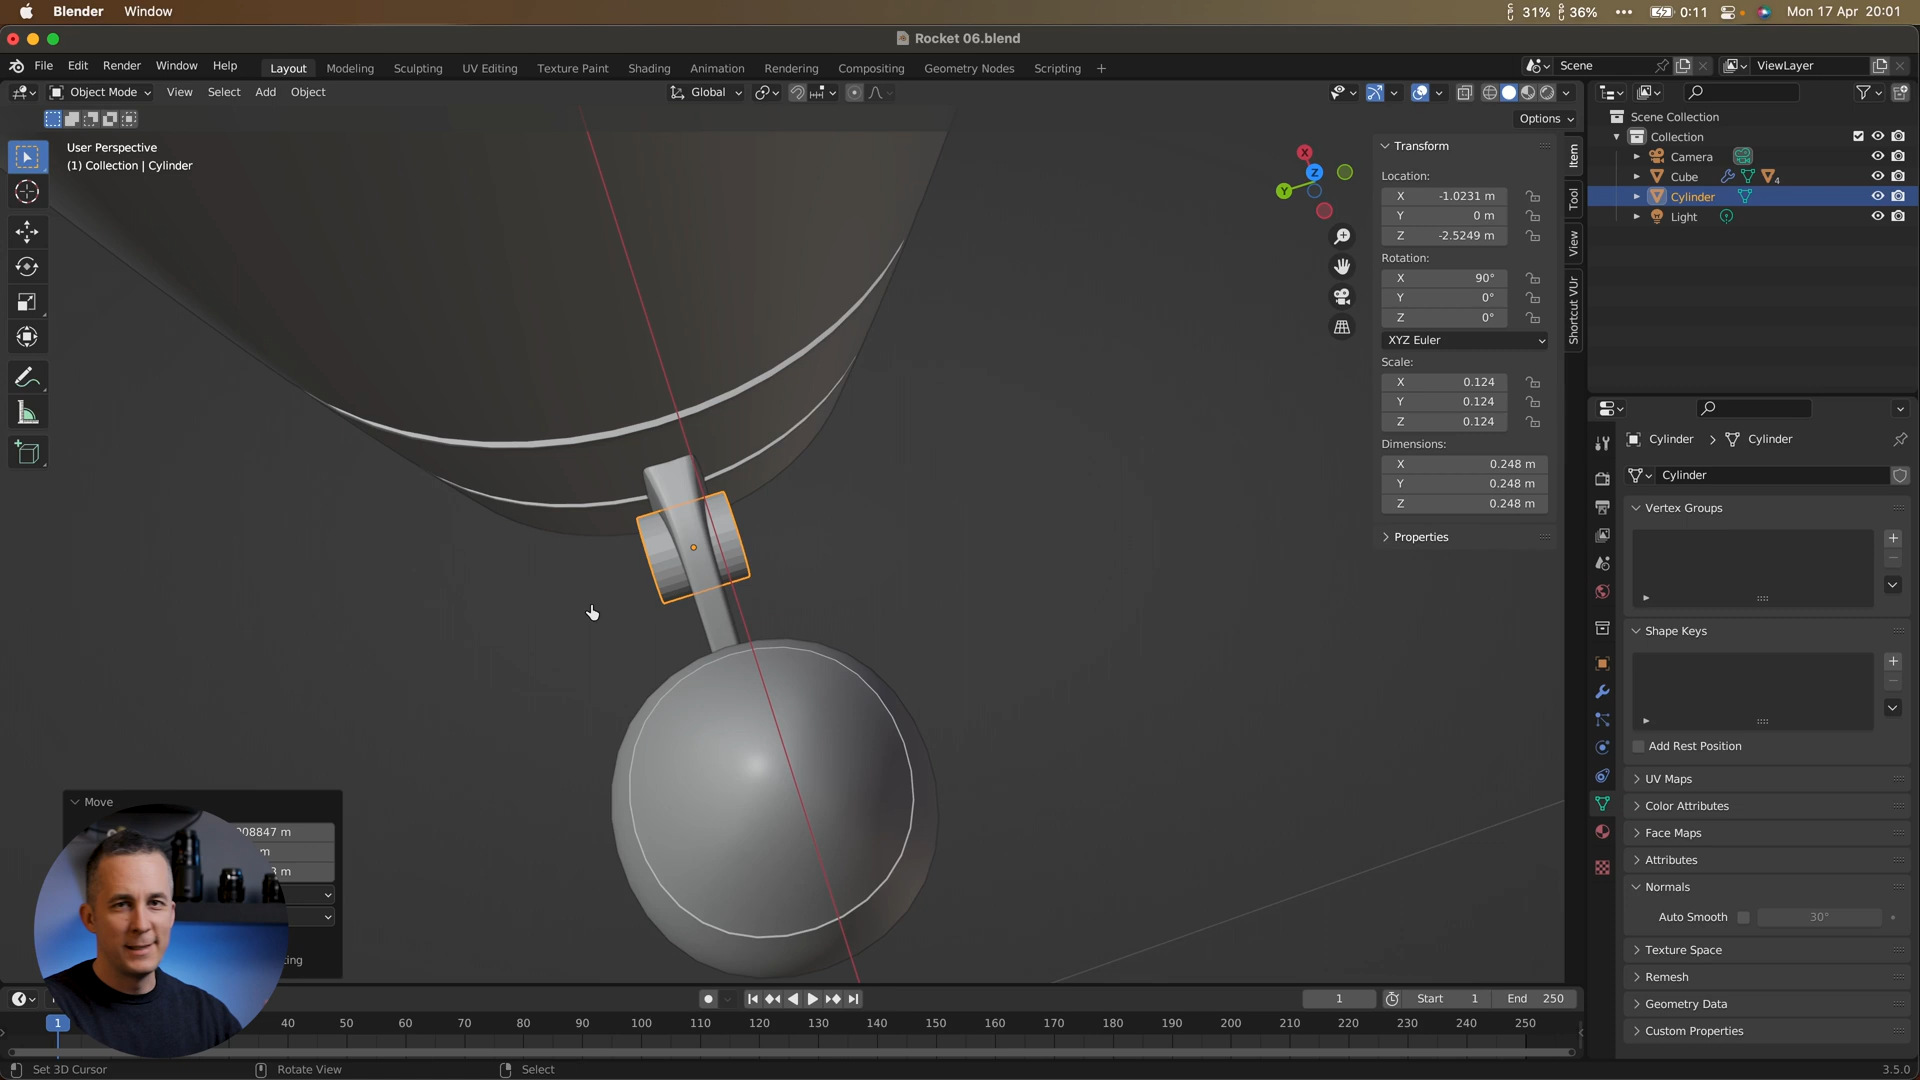 Blender Window 31% 36% 0:11 Mon 17 Apr 20:01
Rocket 06.blend
File Edit Render Window Help Layout Modeling Sculpting UV Editing Texture Paint Shading Animation Rendering Compositing Geometry Nodes Scripting + Scene ViewLayer
Object Mode View Select Add Object Global
Options
User Perspective
(1) Collection | Cylinder
Transform
Location:
X -1.0231 m
Y 0 m
Z -2.5249 m
Rotation:
X 90°
Y 0°
Z 0°
XYZ Euler
Scale:
X 0.124
Y 0.124
Z 0.124
Dimensions:
X 0.248 m
Y 0.248 m
Z 0.248 m
Properties
Item
Tool
View
Shortcut VUr
X
Y
Z
Scene Collection
Collection
Camera
Cube 4
Cylinder
Light
Cylinder > Cylinder
Cylinder
Vertex Groups
Shape Keys
Add Rest Position
UV Maps
Color Attributes
Face Maps
Attributes
Normals
Auto Smooth 30°
Texture Space
Remesh
Geometry Data
Custom Properties
Move
08847 m
m
m
1 Start 1 End 250
1 40 50 60 70 80 90 100 110 120 130 140 150 160 170 180 190 200 210 220 230 240 250
Set 3D Cursor Rotate View Select 3.5.0